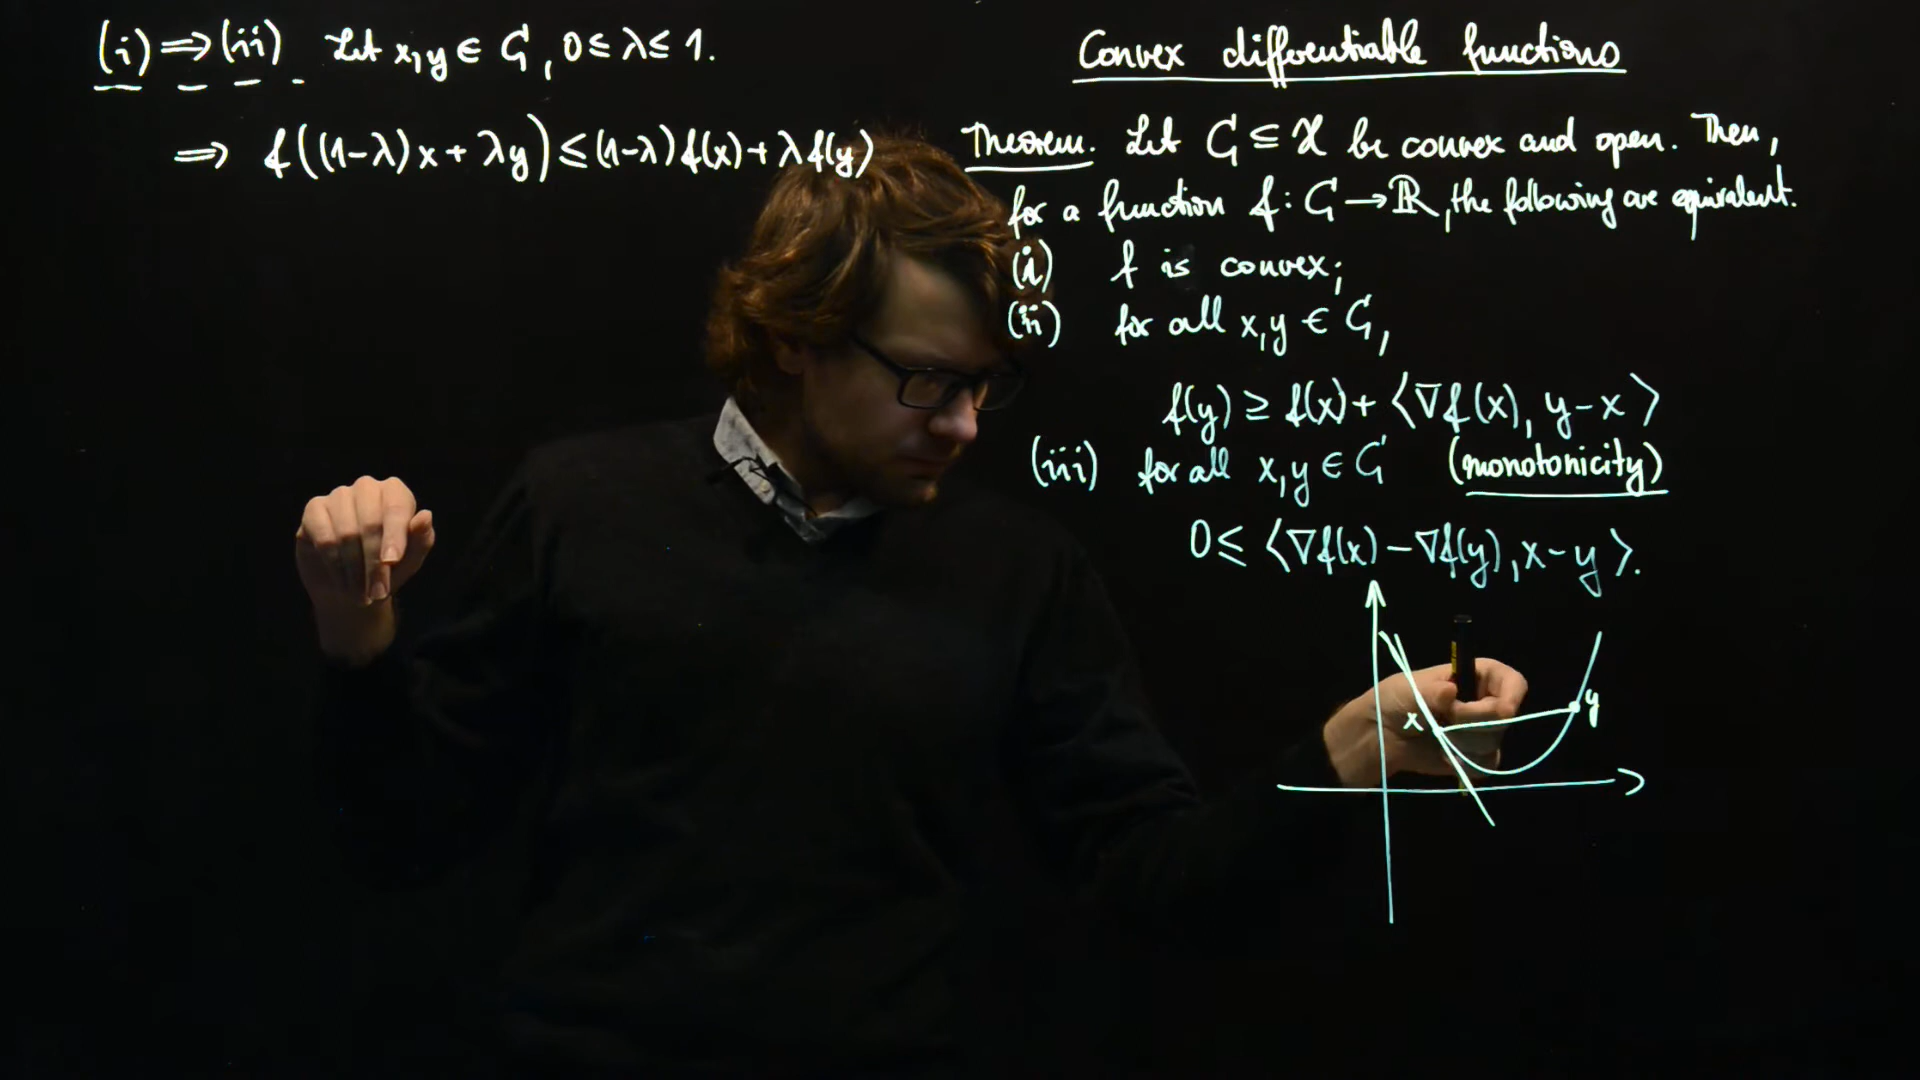 (i) ⇒ (ii) Let x, y ∈ G, 0 ≤ λ ≤ 1.
⇒ f((1-λ)x + λy) ≤ (1-λ)f(x) + λf(y)
Convex differentiable functions
Theorem. Let G ⊆ X be convex and open. Then,
for a function f: G → ℝ, the following are equivalent.
(i) f is convex;
(ii) for all x, y ∈ G,
f(y) ≥ f(x) + ⟨∇f(x), y-x⟩
(iii) for all x, y ∈ G (monotonicity)
0 ≤ ⟨∇f(x) - ∇f(y), x-y⟩.
x y